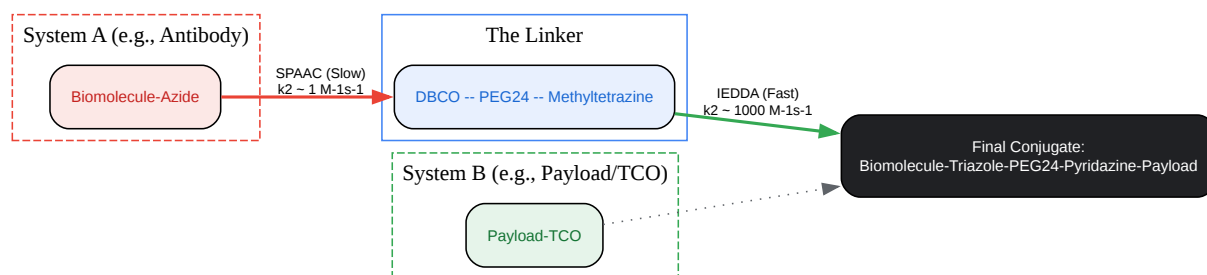 System A (e.g., Antibody)
Biomolecule-Azide
SPAAC (Slow)
k2 ~ 1 M-1s-1
The Linker
DBCO -- PEG24 -- Methyltetrazine
IEDDA (Fast)
k2 ~ 1000 M-1s-1
System B (e.g., Payload/TCO)
Payload-TCO
Final Conjugate:
Biomolecule-Triazole-PEG24-Pyridazine-Payload